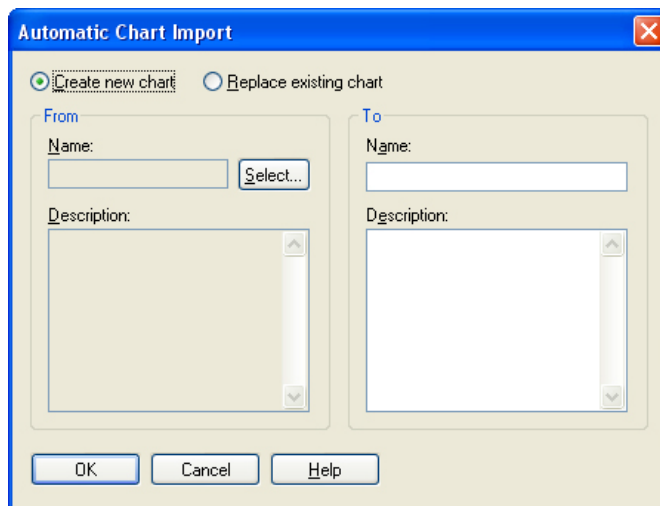 Automatic Chart Import
Create new chart Replace existing chart
From To
Name: Name:
Select...
Description: Description:
OK Cancel Help